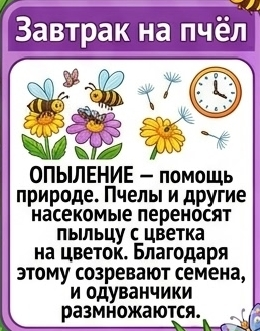 Завтрак на пчёл
ОПЫЛЕНИЕ — помощь
природе. Пчелы и другие
насекомые переносят
пыльцу с цветка
на цветок. Благодаря
этому созревают семена,
и одуванчики
размножаются.